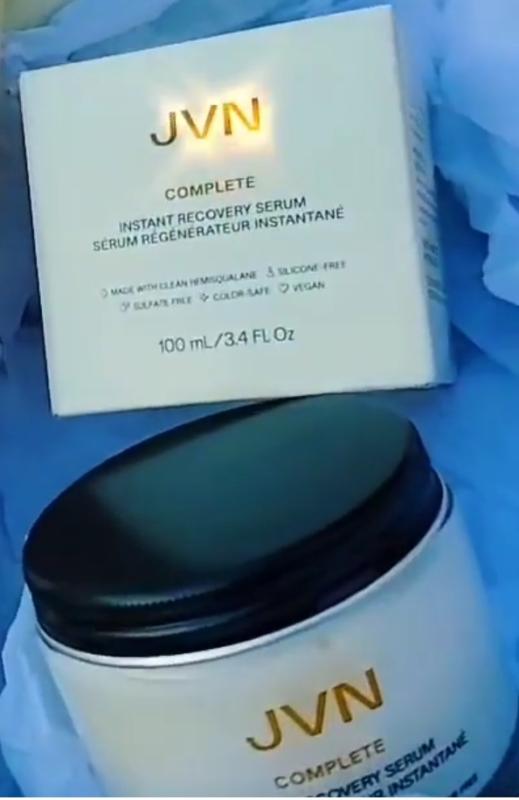 JVN
COMPLETE
INSTANT RECOVERY SERUM
SÉRUM RÉGÉNÉRATEUR INSTANTANÉ
MADE WITH CLEAN HEMISQUALANE SILICONE-FREE
SULFATE FREE COLOR-SAFE VEGAN
100 mL/3.4 FL Oz
JVN
COMPLETE
RECOVERY SERUM
INSTANTANÉ
FREE